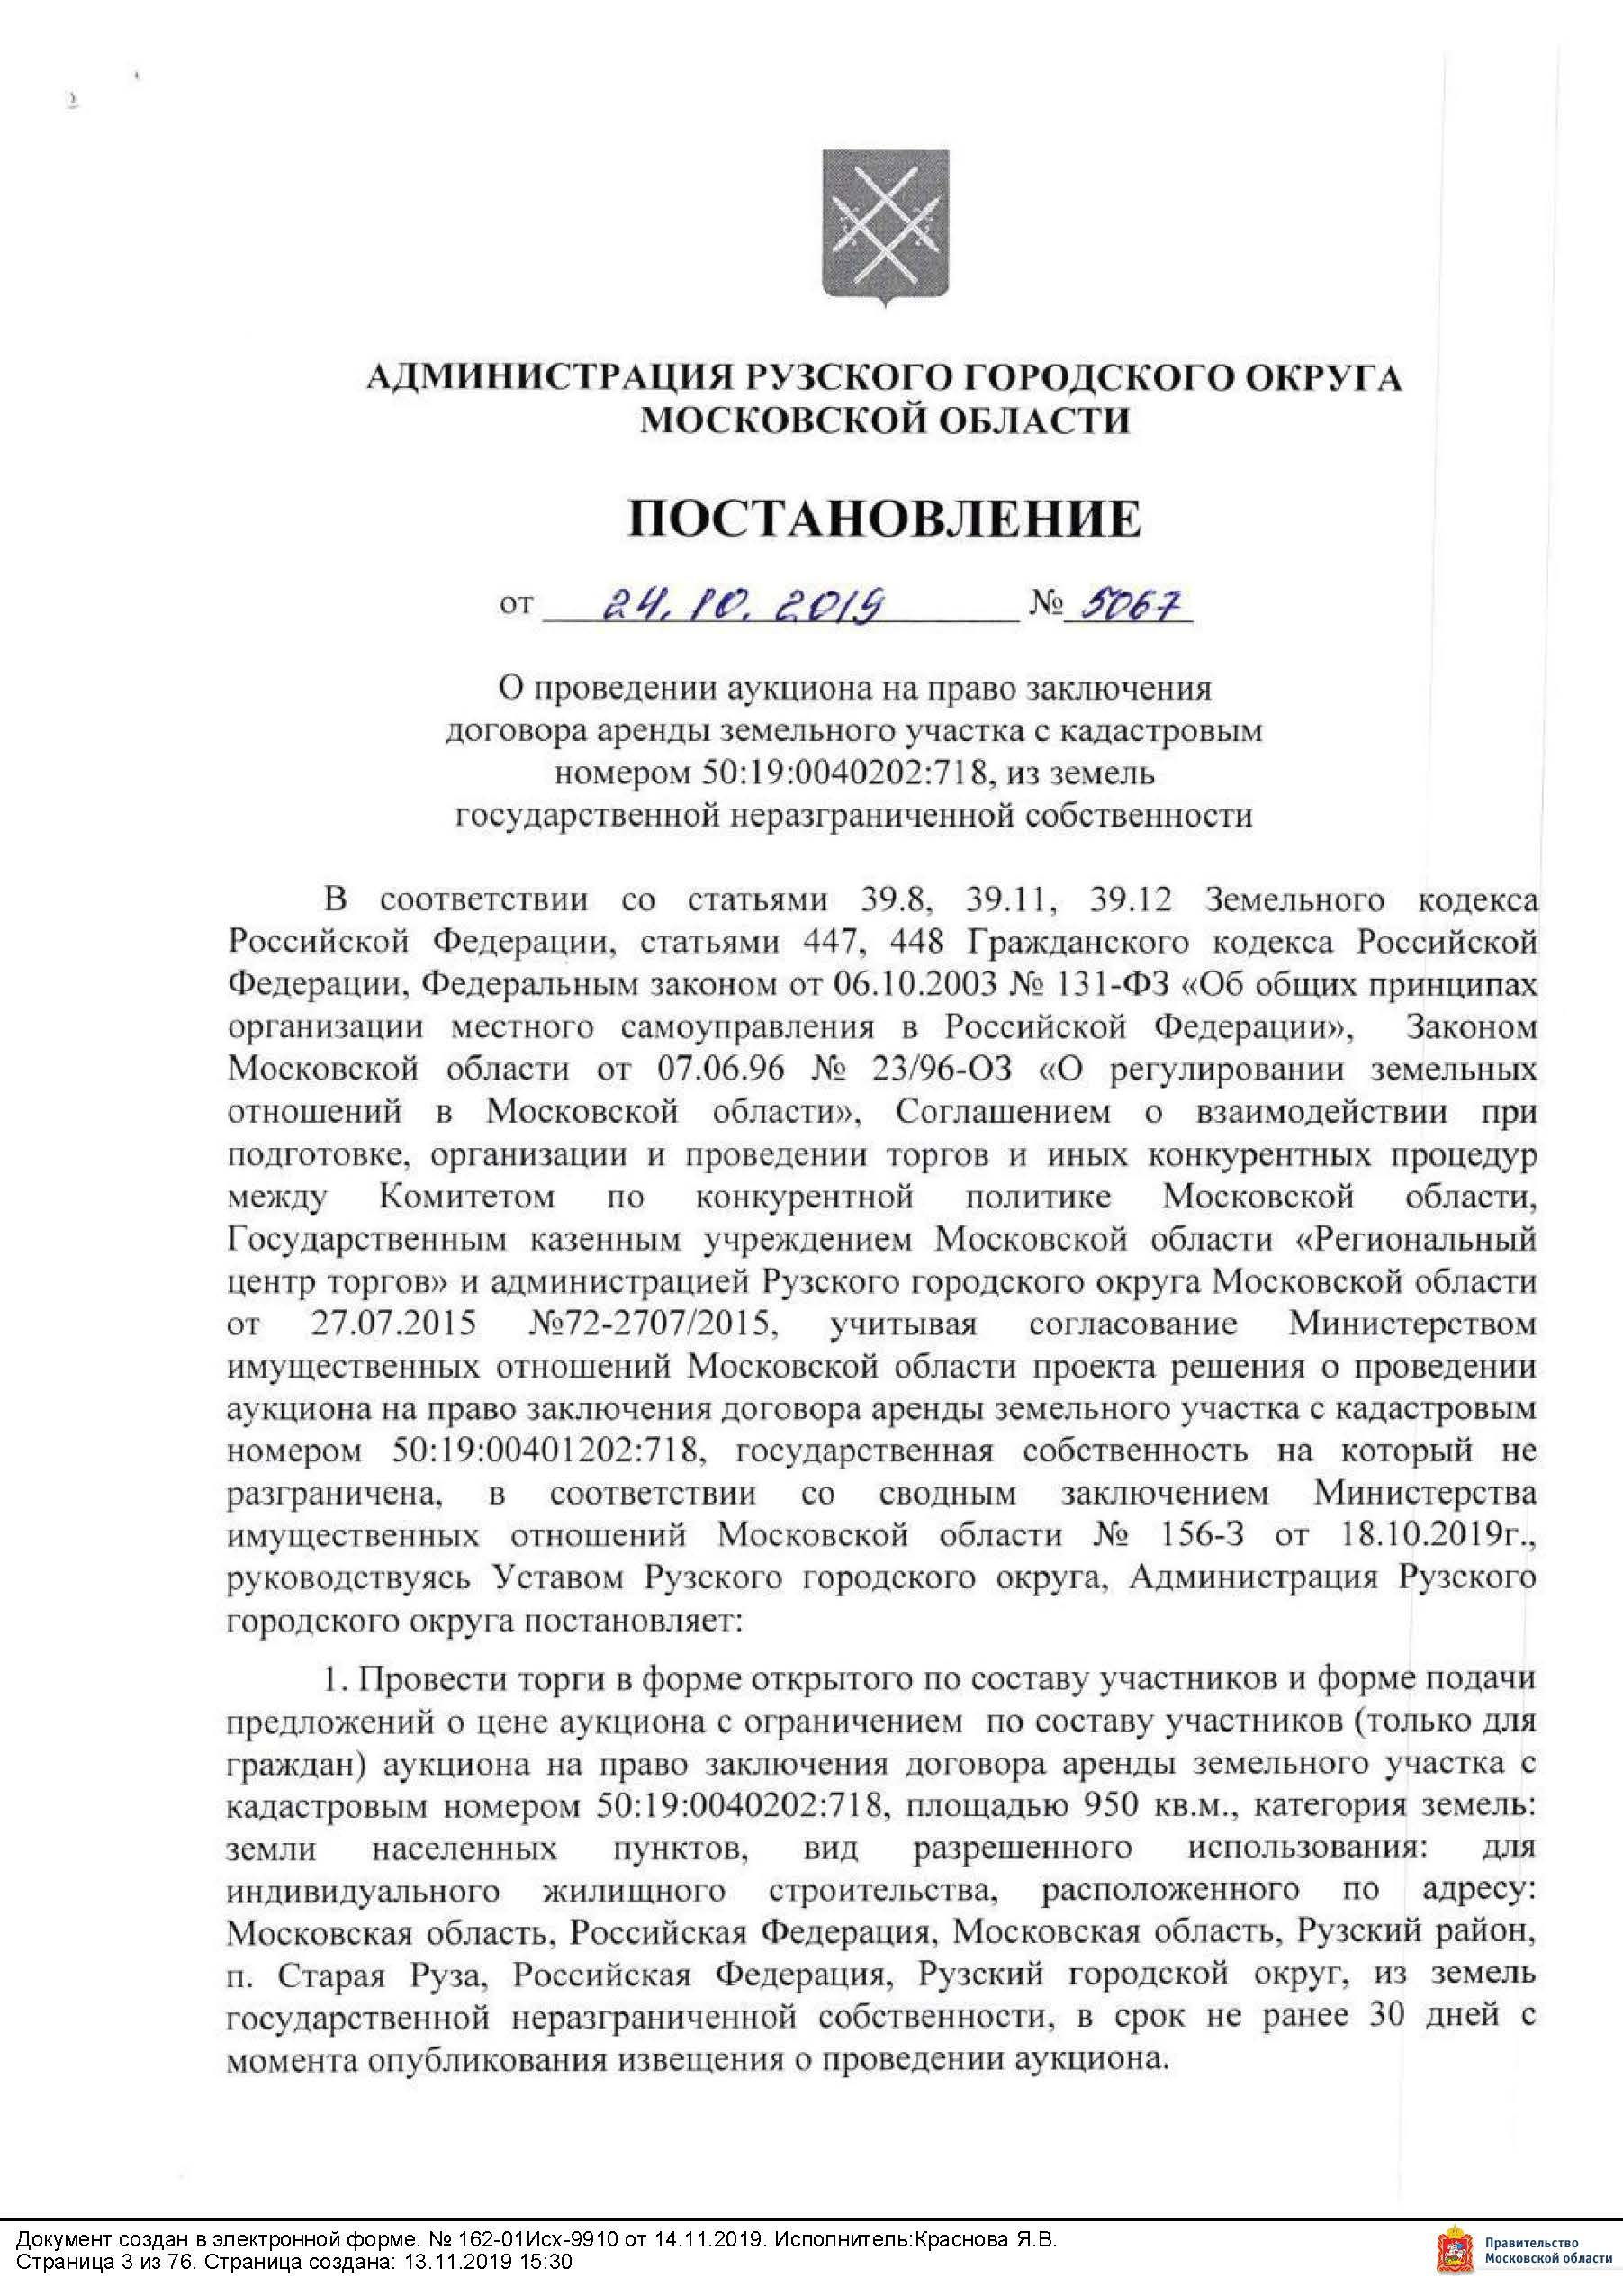 АДМИНИСТРАЦИЯ РУЗСКОГО ГОРОДСКОГО ОКРУГА
МОСКОВСКОЙ ОБЛАСТИ
ПОСТАНОВЛЕНИЕ
от 24.10.2019 № 5067
О проведении аукциона на право заключения
договора аренды земельного участка с кадастровым
номером 50:19:0040202:718, из земель
государственной неразграниченной собственности
В соответствии со статьями 39.8, 39.11, 39.12 Земельного кодекса
Российской Федерации, статьями 447, 448 Гражданского кодекса Российской
Федерации, Федеральным законом от 06.10.2003 № 131-ФЗ «Об общих принципах
организации местного самоуправления в Российской Федерации», Законом
Московской области от 07.06.96 № 23/96-ОЗ «О регулировании земельных
отношений в Московской области», Соглашением о взаимодействии при
подготовке, организации и проведении торгов и иных конкурентных процедур
между Комитетом по конкурентной политике Московской области,
Государственным казенным учреждением Московской области «Региональный
центр торгов» и администрацией Рузского городского округа Московской области
от 27.07.2015 №72-2707/2015, учитывая согласование Министерством
имущественных отношений Московской области проекта решения о проведении
аукциона на право заключения договора аренды земельного участка с кадастровым
номером 50:19:00401202:718, государственная собственность на который не
разграничена, в соответствии со сводным заключением Министерства
имущественных отношений Московской области № 156-З от 18.10.2019г.,
руководствуясь Уставом Рузского городского округа, Администрация Рузского
городского округа постановляет:
1. Провести торги в форме открытого по составу участников и форме подачи
предложений о цене аукциона с ограничением по составу участников (только для
граждан) аукциона на право заключения договора аренды земельного участка с
кадастровым номером 50:19:0040202:718, площадью 950 кв.м., категория земель:
земли населенных пунктов, вид разрешенного использования: для
индивидуального жилищного строительства, расположенного по адресу:
Московская область, Российская Федерация, Московская область, Рузский район,
п. Старая Руза, Российская Федерация, Рузский городской округ, из земель
государственной неразграниченной собственности, в срок не ранее 30 дней с
момента опубликования извещения о проведении аукциона.
Документ создан в электронной форме. № 162-01Исх-9910 от 14.11.2019. Исполнитель:Краснова Я.В.
Страница 3 из 76. Страница создана: 13.11.2019 15:30
Правительство
Московской области